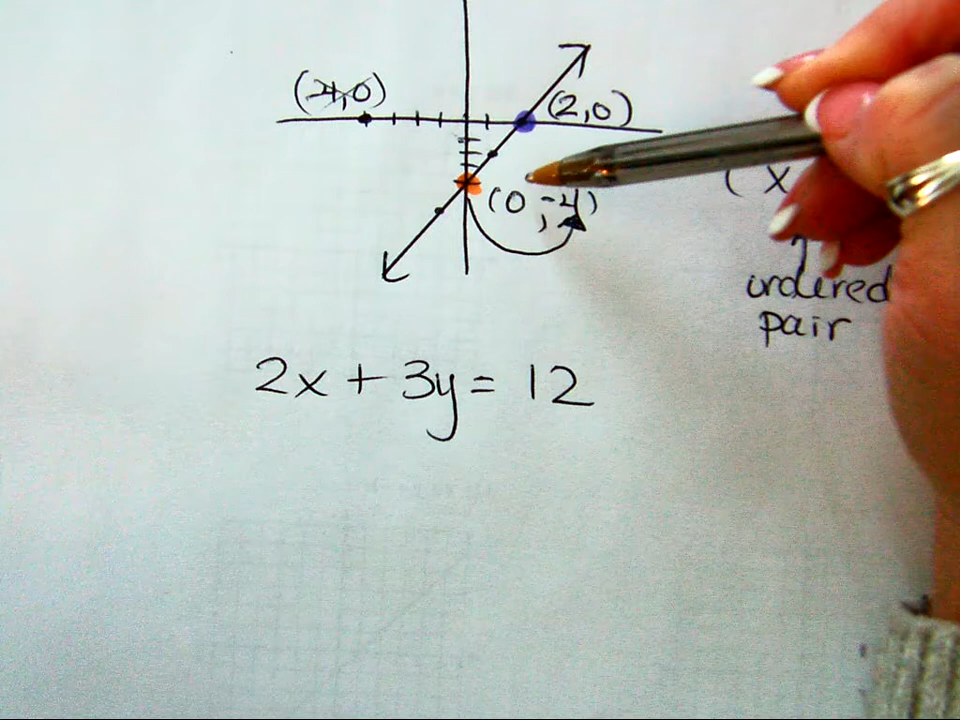 (-4,0)
(2,0)
(x
(0,-4)
ordered
pair
2x + 3y = 12